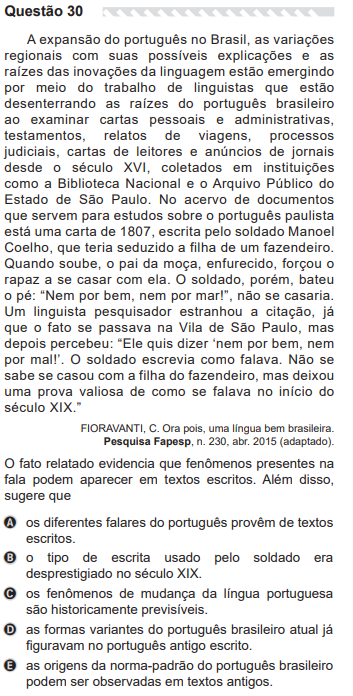 Questão 30
A expansão do português no Brasil, as variações
regionais com suas possíveis explicações e as
raízes das inovações da linguagem estão emergindo
por meio do trabalho de linguistas que estão
desenterrando as raízes do português brasileiro
ao examinar cartas pessoais e administrativas,
testamentos, relatos de viagens, processos
judiciais, cartas de leitores e anúncios de jornais
desde o século XVI, coletados em instituições
como a Biblioteca Nacional e o Arquivo Público do
Estado de São Paulo. No acervo de documentos
que servem para estudos sobre o português paulista
está uma carta de 1807, escrita pelo soldado Manoel
Coelho, que teria seduzido a filha de um fazendeiro.
Quando soube, o pai da moça, enfurecido, forçou o
rapaz a se casar com ela. O soldado, porém, bateu
o pé: “Nem por bem, nem por mar!”, não se casaria.
Um linguista pesquisador estranhou a citação, já
que o fato se passava na Vila de São Paulo, mas
depois percebeu: “Ele quis dizer ‘nem por bem, nem
por mal!’. O soldado escrevia como falava. Não se
sabe se casou com a filha do fazendeiro, mas deixou
uma prova valiosa de como se falava no início do
século XIX.”
FIORAVANTI, C. Ora pois, uma língua bem brasileira.
Pesquisa Fapesp, n. 230, abr. 2015 (adaptado).
O fato relatado evidencia que fenômenos presentes na
fala podem aparecer em textos escritos. Além disso,
sugere que
A os diferentes falares do português provêm de textos
escritos.
B o tipo de escrita usado pelo soldado era
desprestigiado no século XIX.
C os fenômenos de mudança da língua portuguesa
são historicamente previsíveis.
D as formas variantes do português brasileiro atual já
figuravam no português antigo escrito.
E as origens da norma-padrão do português brasileiro
podem ser observadas em textos antigos.